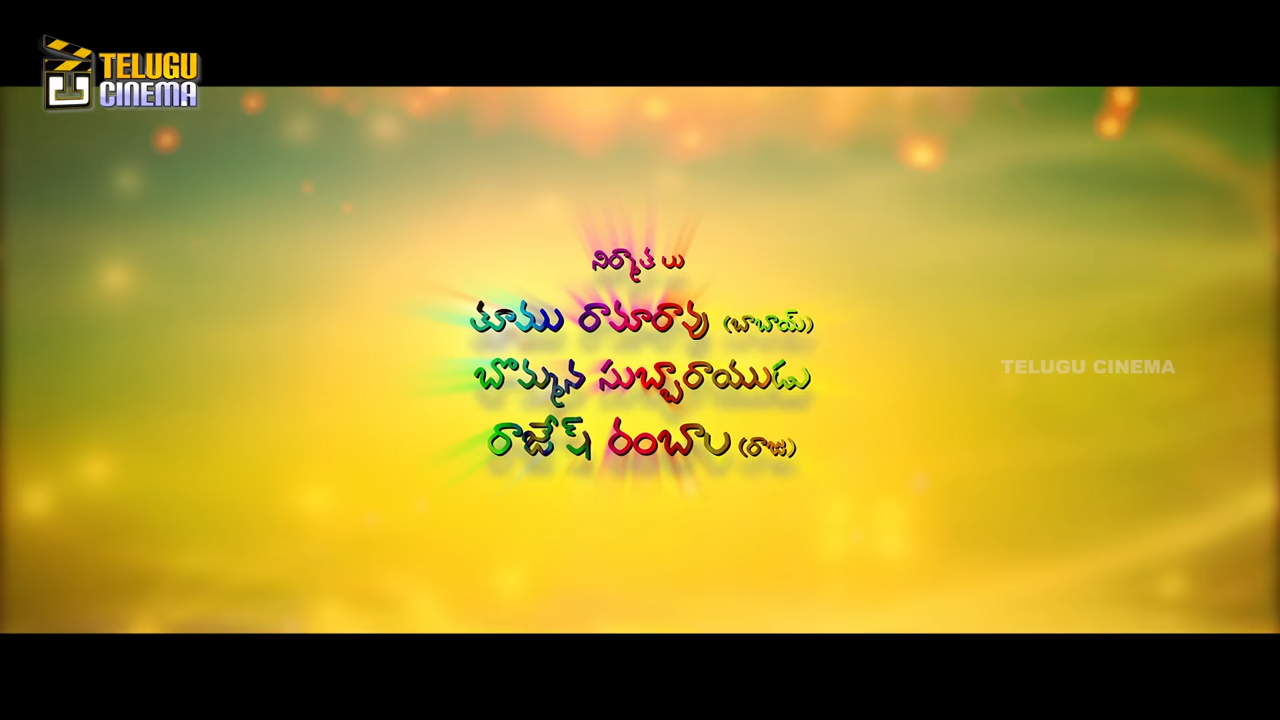 TELUGU
CINEMA
నిర్మాతలు
తూము రామారావు (బాబాయ్)
బొమ్మన సుబ్బారాయుడు
రాజేష్ రంబాల (రాజు)
TELUGU CINEMA